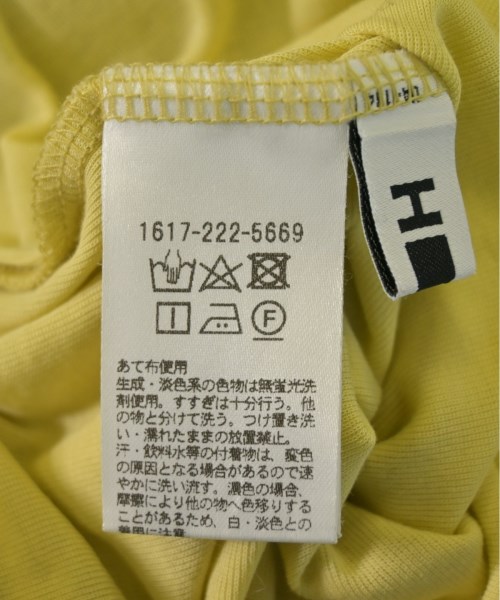 1617-222-5669
F
あて布使用
生成・淡色系の色物は無蛍光洗
剤使用。すすぎは十分行う。他
の物と分けて洗う。つけ置き洗
い・濡れたままの放置禁止。
汗・飲料水等の付着物は、変色
の原因となる場合があるので速
やかに洗い流す。濃色の場合、
摩擦により他の物へ色移りする
ことがあるため、白・淡色との
着用に注意
H